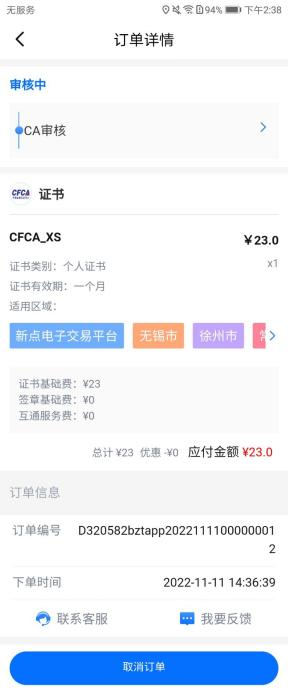 无服务 94% 下午2:38
订单详情
审核中
CA审核
CFCA 证书
CFCA_XS ¥23.0
证书类别：个人证书 x1
证书有效期：一个月
适用区域：
新点电子交易平台 无锡市 徐州市
证书基础费：¥23
签章基础费：¥0
互通服务费：¥0
总计 ¥23 优惠 -¥0 应付金额 ¥23.0
订单信息
订单编号 D320582bztapp2022111100000001
2
下单时间 2022-11-11 14:36:39
联系客服 我要反馈
取消订单